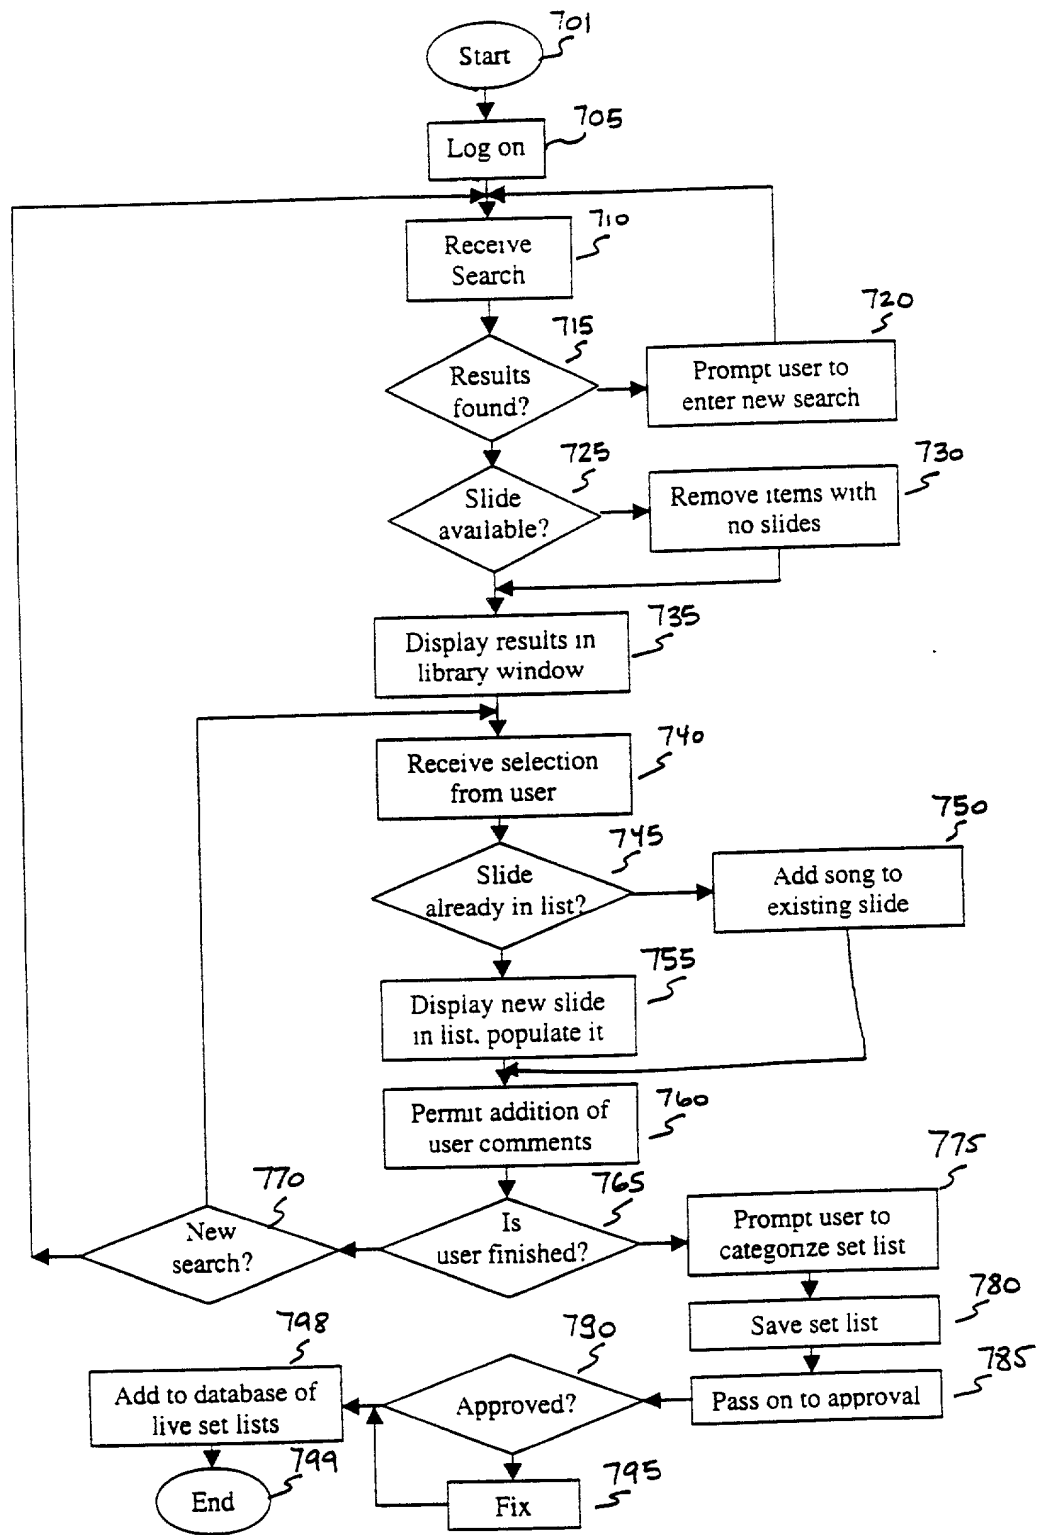 701
Start
705
Log on
710
Receive
Search
715
Results
found?
720
Prompt user to
enter new search
725
Slide
available?
730
Remove items with
no slides
735
Display results in
library window
740
Receive selection
from user
745
Slide
already in list?
750
Add song to
existing slide
755
Display new slide
in list, populate it
760
Permit addition of
user comments
765
Is
user finished?
770
New
search?
775
Prompt user to
categorize set list
780
Save set list
785
Pass on to approval
790
Approved?
795
Fix
798
Add to database of
live set lists
799
End